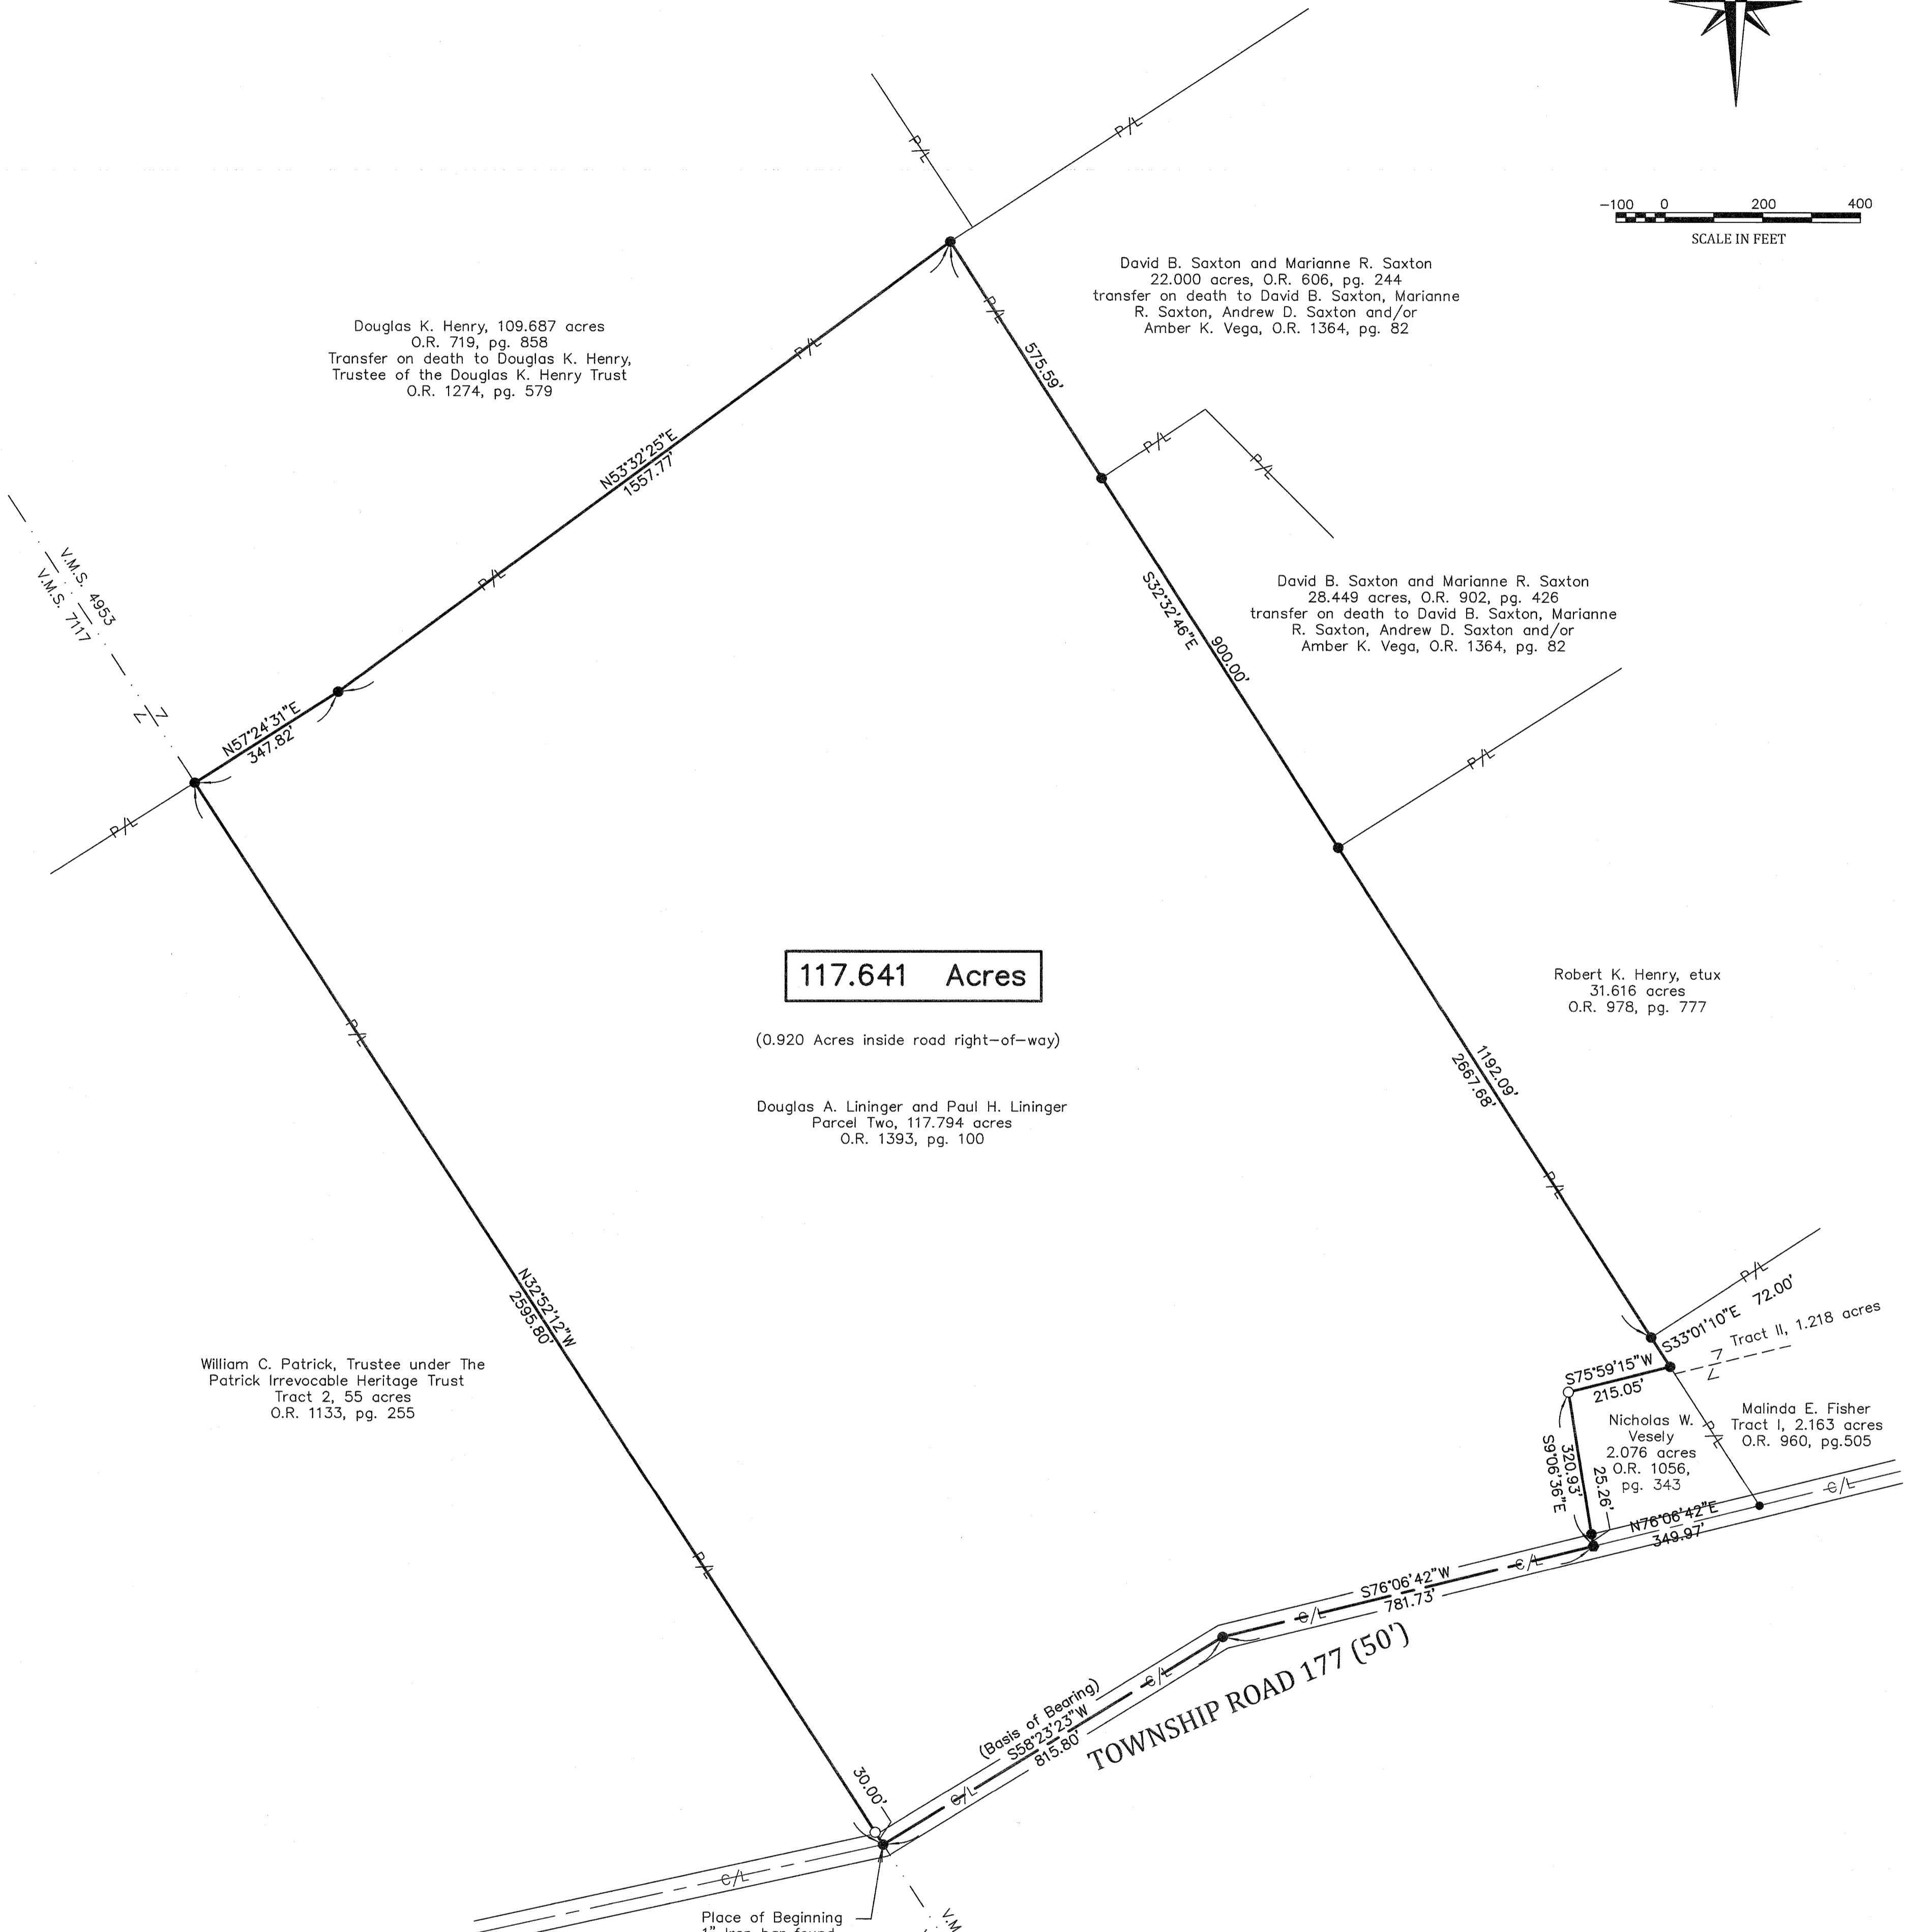 -100 0 200 400
SCALE IN FEET
P/L
P/L
David B. Saxton and Marianne R. Saxton
22.000 acres, O.R. 606, pg. 244
transfer on death to David B. Saxton, Marianne
R. Saxton, Andrew D. Saxton and/or
Amber K. Vega, O.R. 1364, pg. 82
Douglas K. Henry, 109.687 acres
O.R. 719, pg. 858
Transfer on death to Douglas K. Henry,
Trustee of the Douglas K. Henry Trust
O.R. 1274, pg. 579
P/L
P/L
575.59'
N53°32'25"E
1557.77'
P/L
P/L
P/L
V.M.S. 4953
V.M.S. 7117
David B. Saxton and Marianne R. Saxton
28.449 acres, O.R. 902, pg. 426
transfer on death to David B. Saxton, Marianne
R. Saxton, Andrew D. Saxton and/or
Amber K. Vega, O.R. 1364, pg. 82
S32°32'46"E
900.00'
N57°24'31"E
347.82'
P/L
P/L
117.641 Acres
(0.920 Acres inside road right-of-way)
Douglas A. Lininger and Paul H. Lininger
Parcel Two, 117.794 acres
O.R. 1393, pg. 100
Robert K. Henry, etux
31.616 acres
O.R. 978, pg. 777
P/L
1192.09'
2667.68'
P/L
N32°52'12"W
2595.80'
P/L
S33°01'10"E 72.00'
Tract II, 1.218 acres
S75°59'15"W
215.05'
William C. Patrick, Trustee under The
Patrick Irrevocable Heritage Trust
Tract 2, 55 acres
O.R. 1133, pg. 255
Nicholas W.
Vesely
2.076 acres
O.R. 1056,
pg. 343
P/L
Malinda E. Fisher
Tract I, 2.163 acres
O.R. 960, pg.505
S9°06'36"E
320.93'
25.26'
C/L
N76°06'42"E
349.97'
P/L
C/L
S76°06'42"W
781.73'
C/L
TOWNSHIP ROAD 177 (50')
C/L
(Basis of Bearing)
S58°23'23"W
815.80'
C/L
30.00'
C/L
Place of Beginning
1" Iron bar found
V.M